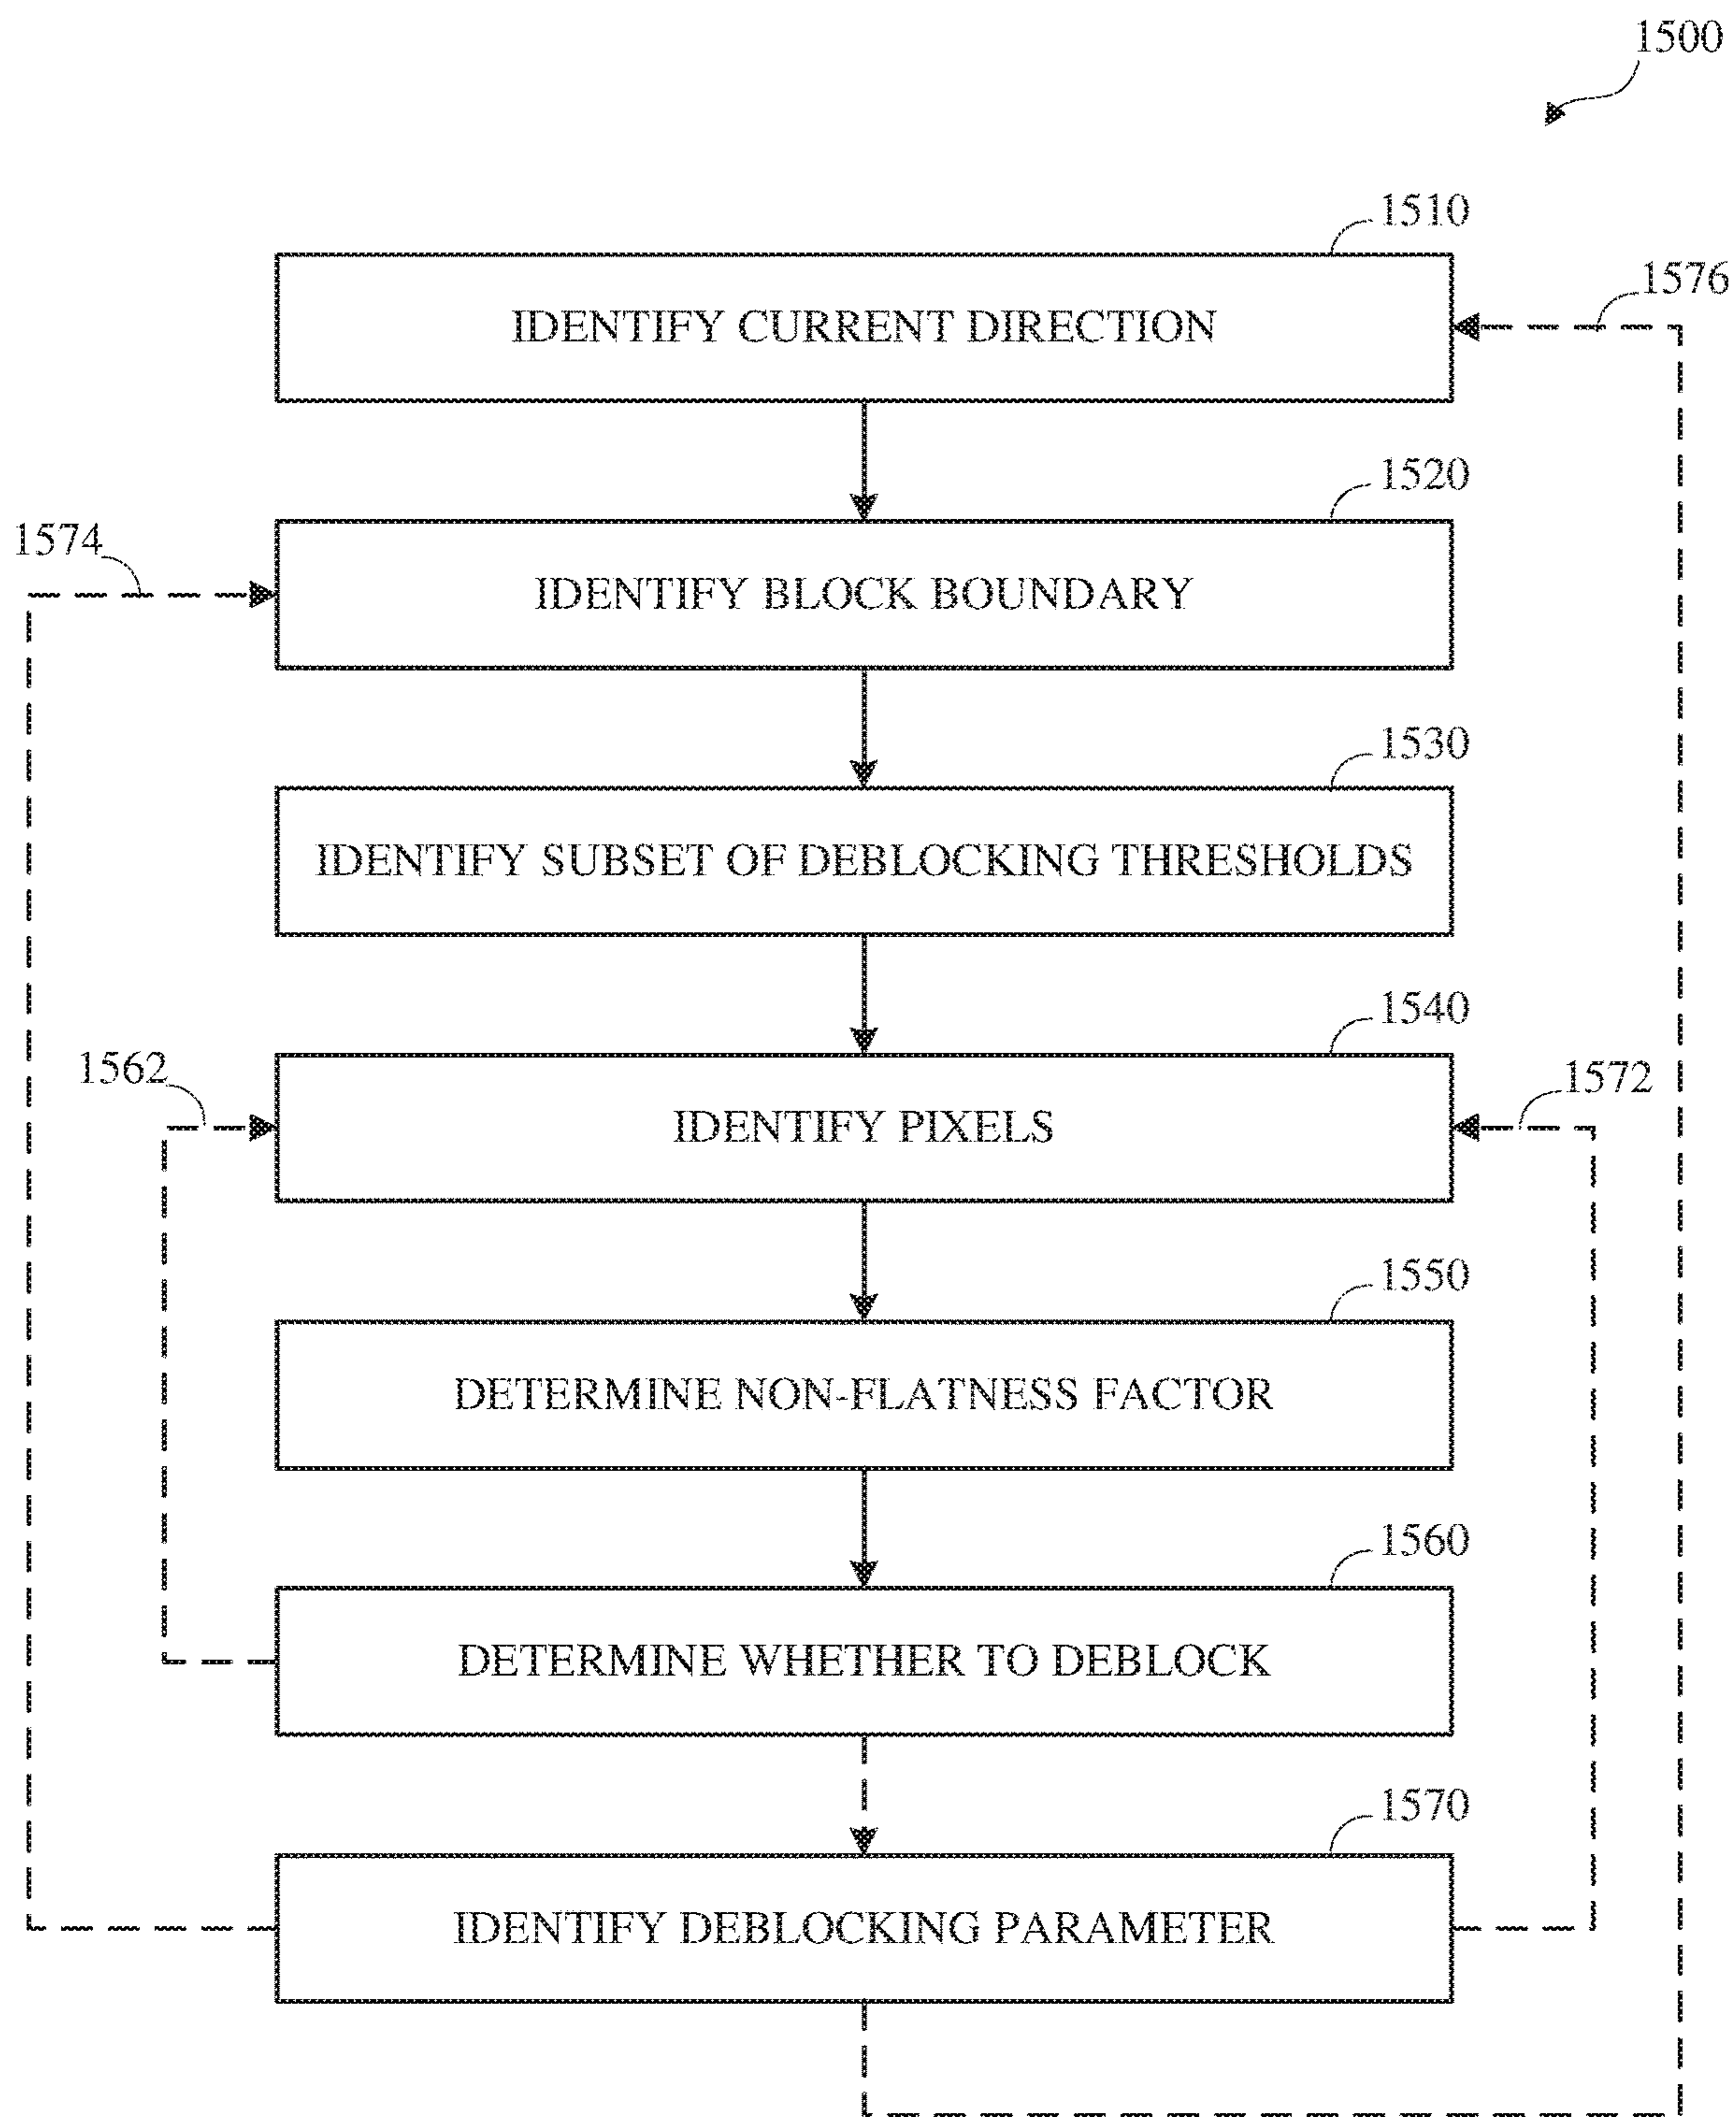 1500
1510
1576
IDENTIFY CURRENT DIRECTION
1520
1574
IDENTIFY BLOCK BOUNDARY
1530
IDENTIFY SUBSET OF DEBLOCKING THRESHOLDS
1540
1562
1572
IDENTIFY PIXELS
1550
DETERMINE NON-FLATNESS FACTOR
1560
DETERMINE WHETHER TO DEBLOCK
1570
IDENTIFY DEBLOCKING PARAMETER